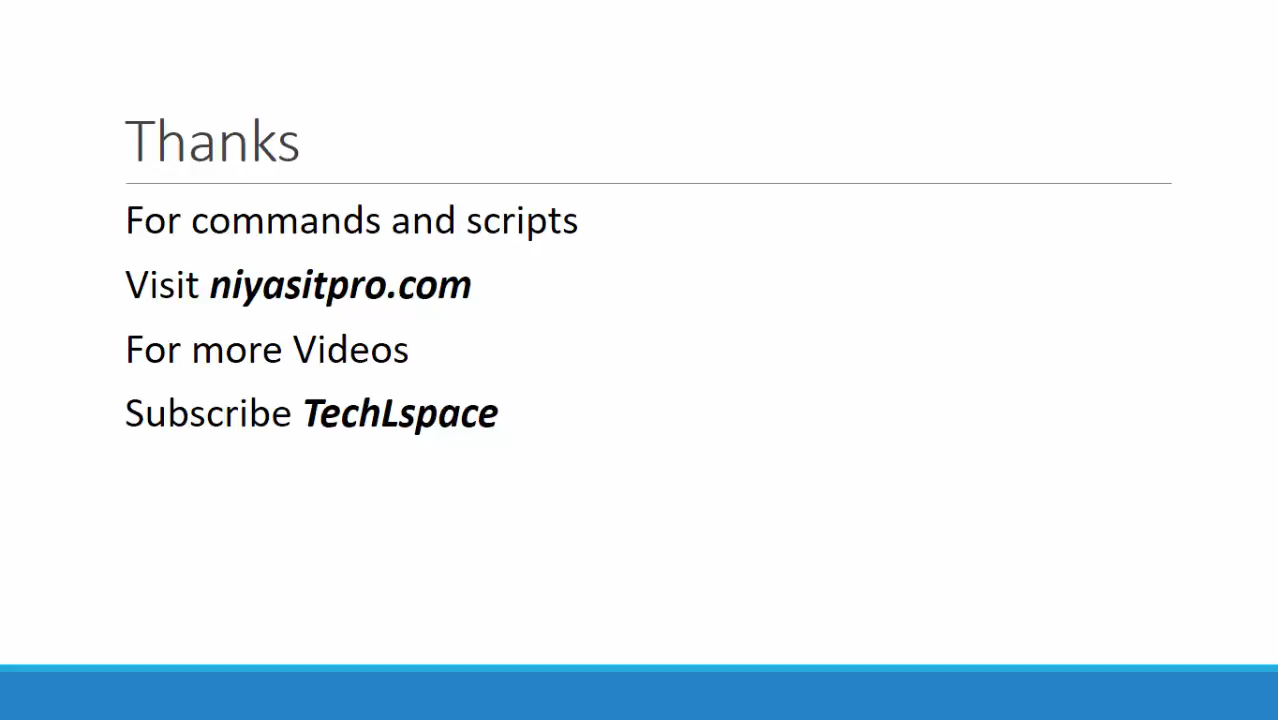 Thanks
For commands and scripts
Visit niyasitpro.com
For more Videos
Subscribe TechLspace